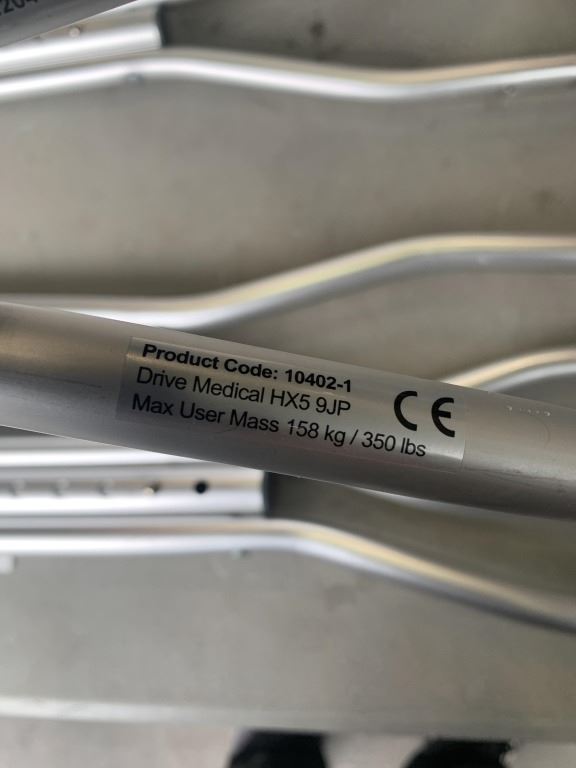 Product Code: 10402-1
Drive Medical HX5 9JP
Max User Mass 158 kg / 350 lbs
CE